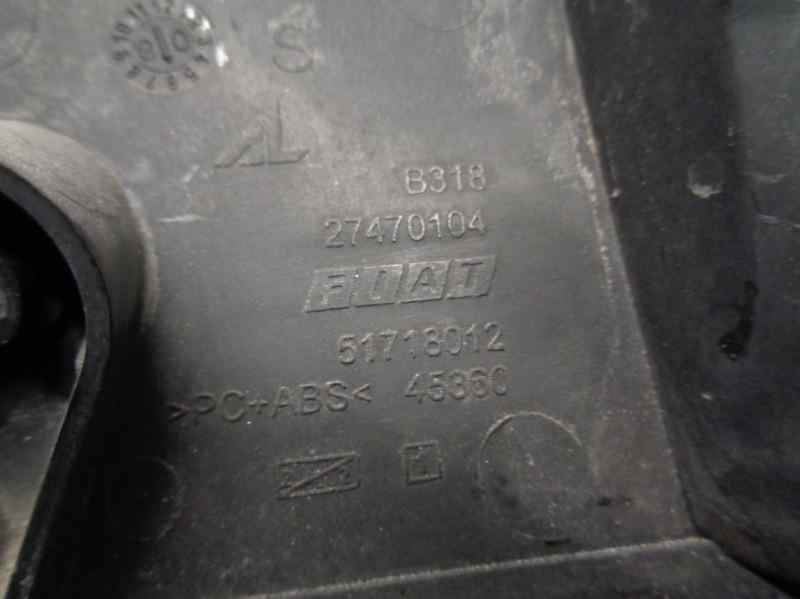 S
AL
B318
27470104
FIAT
51718012
>PC+ABS< 45360
L